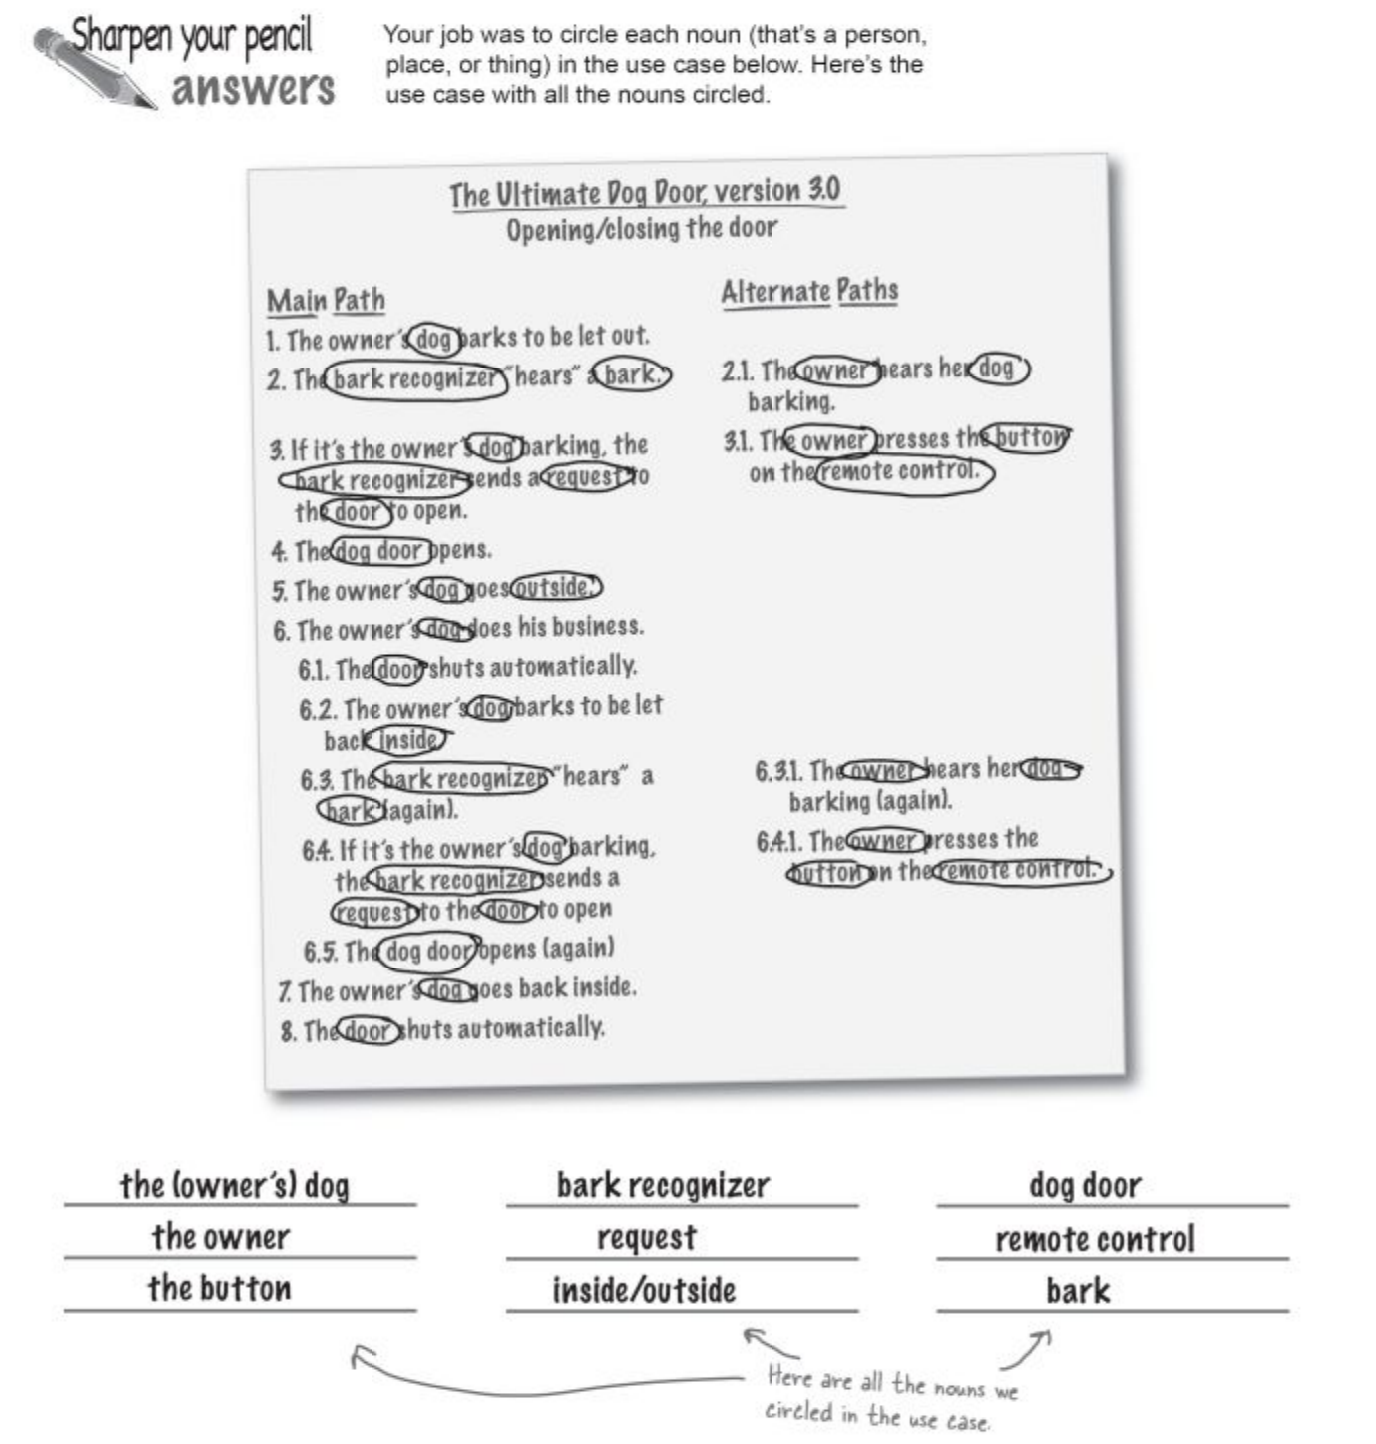 Sharpen your pencil
answers
Your job was to circle each noun (that's a person,
place, or thing) in the use case below. Here's the
use case with all the nouns circled.
The Ultimate Dog Door, version 3.0
Opening/closing the door
Main Path
1. The owner's dog barks to be let out.
2. The bark recognizer "hears" a bark.
3. If it's the owner's dog barking, the
bark recognizer sends a request to
the door to open.
4. The dog door opens.
5. The owner's dog goes outside.
6. The owner's dog does his business.
6.1. The door shuts automatically.
6.2. The owner's dog barks to be let
back inside.
6.3. The bark recognizer "hears" a
bark (again).
6.4. If it's the owner's dog barking,
the bark recognizer sends a
request to the door to open
6.5. The dog door opens (again)
7. The owner's dog goes back inside.
8. The door shuts automatically.
Alternate Paths
2.1. The owner hears her dog
barking.
3.1. The owner presses the button
on the remote control.
6.3.1. The owner hears her dog
barking (again).
6.4.1. The owner presses the
button on the remote control.
the (owner's) dog
bark recognizer
dog door
the owner
request
remote control
the button
inside/outside
bark
Here are all the nouns we
circled in the use case.